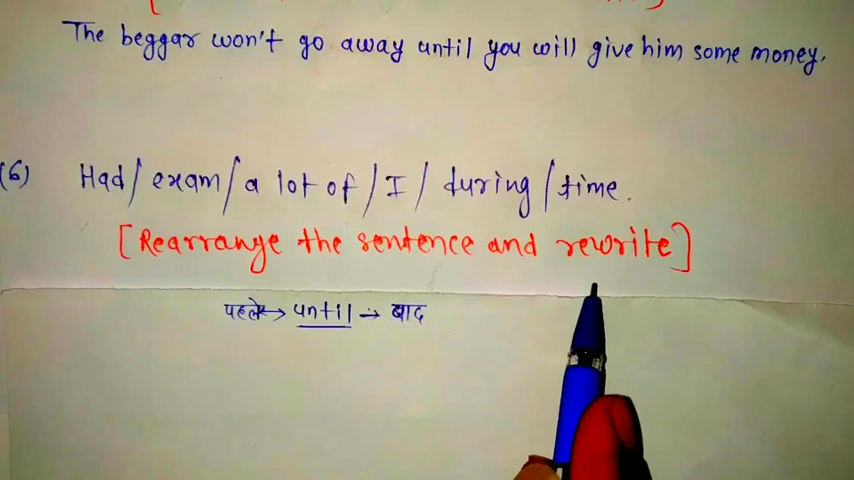 The beggar won't go away until you will give him some money.
(6) Had/ exam/ a lot of / I / during / time.
[Rearrange the sentence and rewrite]
पहले → until → बाद